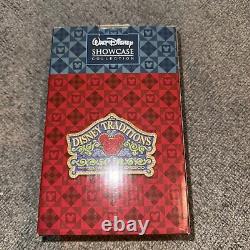 Walt Disney
SHOWCASE
COLLECTION
DISNEY TRADITIONS